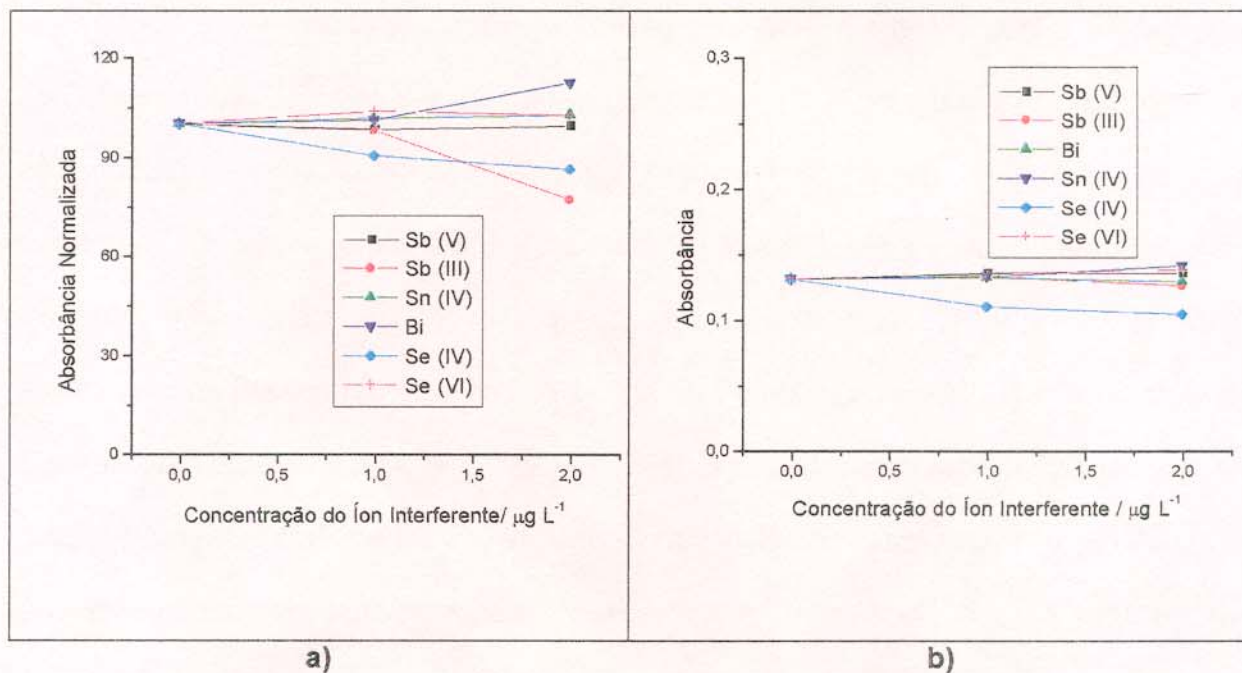 120
90
60
30
0
Absorbância Normalizada
Sb (V)
Sb (III)
Sn (IV)
Bi
Se (IV)
Se (VI)
0,0 0,5 1,0 1,5 2,0
Concentração do Íon Interferente/ µg L⁻¹
a)
0,3
0,2
0,1
0,0
Absorbância
Sb (V)
Sb (III)
Bi
Sn (IV)
Se (IV)
Se (VI)
0,0 0,5 1,0 1,5 2,0
Concentração do Íon Interferente / µg L⁻¹
b)